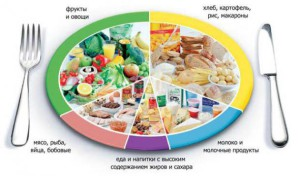 фрукты
и овощи
хлеб, картофель,
рис, макароны
мясо, рыба,
яйца, бобовые
молоко и
молочные продукты
еда и напитки с высоким
содержанием жиров и сахара